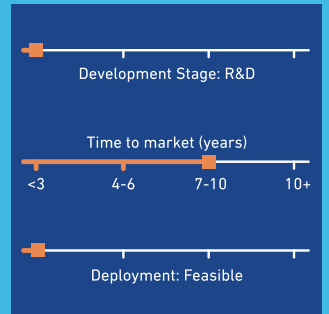 Development Stage: R&D
Time to market (years)
<3 4-6 7-10 10+
Deployment: Feasible